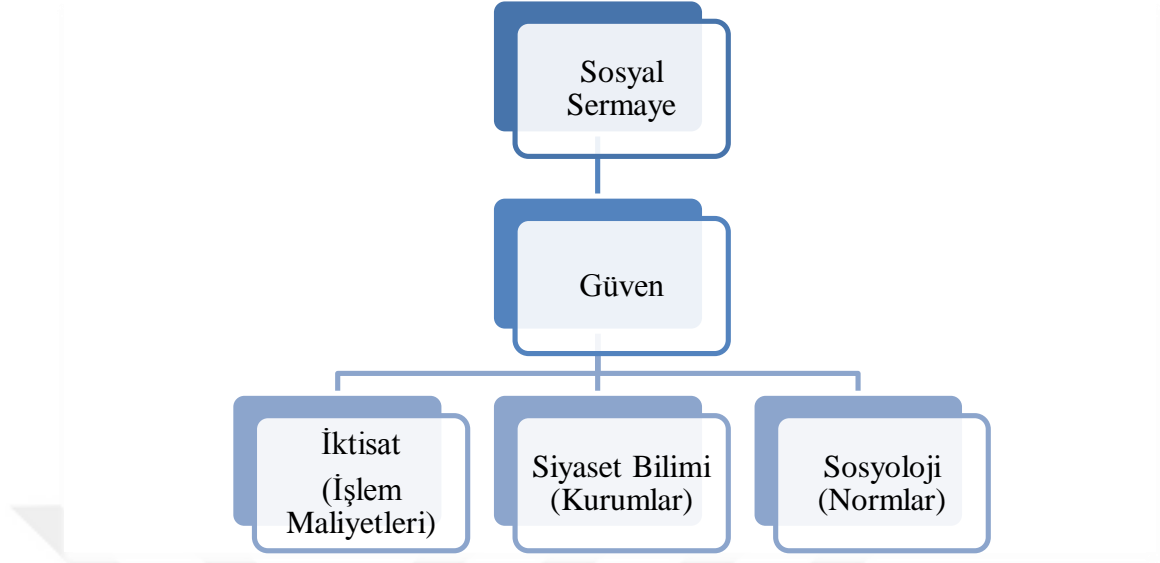 Sosyal
Sermaye
Güven
İktisat
(İşlem
Maliyetleri)
Siyaset Bilimi
(Kurumlar)
Sosyoloji
(Normlar)